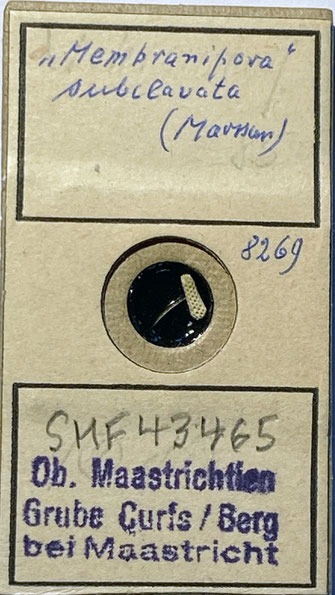 „Membranipora“
subclavata
(Marsson)
8269
SMF 43465
Ob. Maastrichtien
Grube Curfs / Berg
bei Maastricht